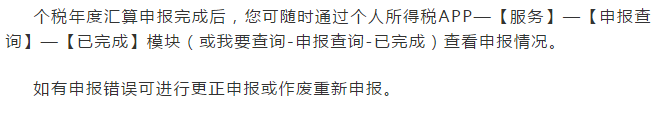 个税年度汇算申报完成后，您可随时通过个人所得税APP—【服务】—【申报查
询】—【已完成】模块（或我要查询-申报查询-已完成）查看申报情况。
如有申报错误可进行更正申报或作废重新申报。